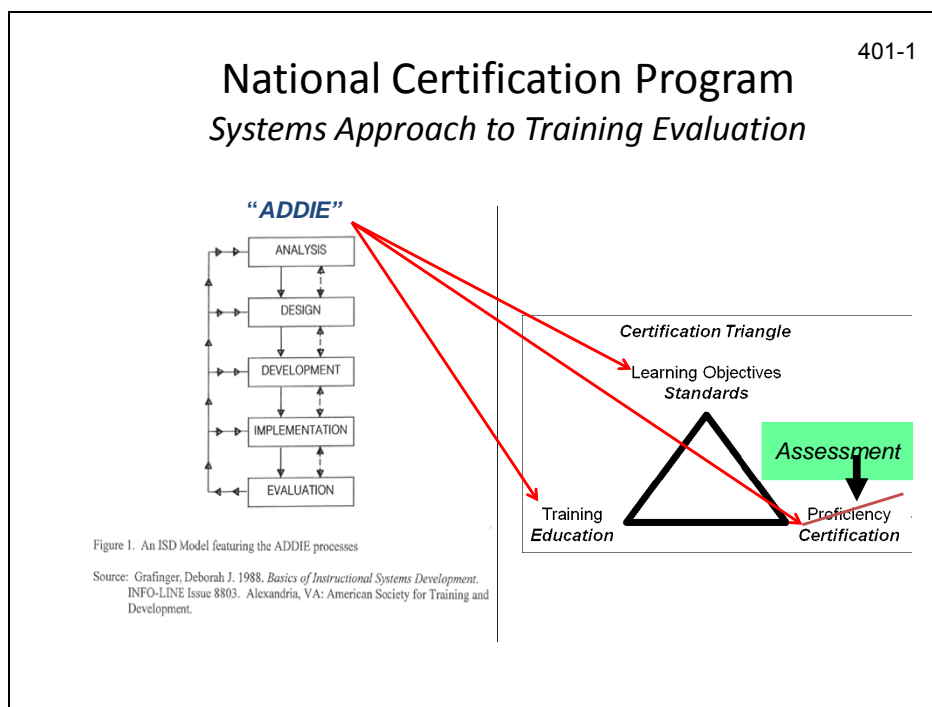 401-1
National Certification Program
Systems Approach to Training Evaluation
“ADDIE”
ANALYSIS
DESIGN
DEVELOPMENT
IMPLEMENTATION
EVALUATION
Figure 1. An ISD Model featuring the ADDIE processes
Source: Grafinger, Deborah J. 1988. Basics of Instructional Systems Development.
INFO-LINE Issue 8803. Alexandria, VA: American Society for Training and
Development.
Certification Triangle
Learning Objectives
Standards
Assessment
Training
Education
Proficiency
Certification